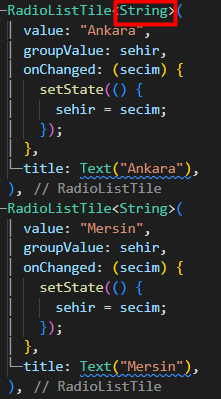 RadioListTile<String>(
value: "Ankara",
groupValue: sehir,
onChanged: (secim) {
setState(() {
sehir = secim;
});
},
title: Text("Ankara"),
), // RadioListTile
RadioListTile<String>(
value: "Mersin",
groupValue: sehir,
onChanged: (secim) {
setState(() {
sehir = secim;
});
},
title: Text("Mersin"),
), // RadioListTile